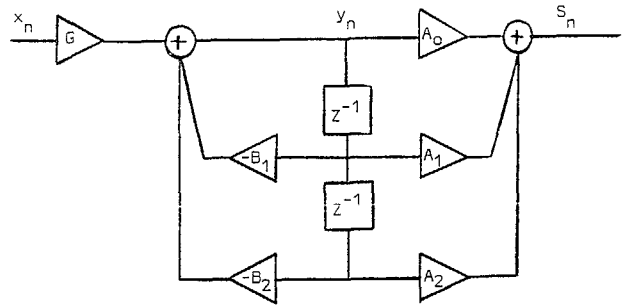 x_n
G
+
y_n
A_0
+
S_n
z^{-1}
-B_1
A_1
z^{-1}
-B_2
A_2